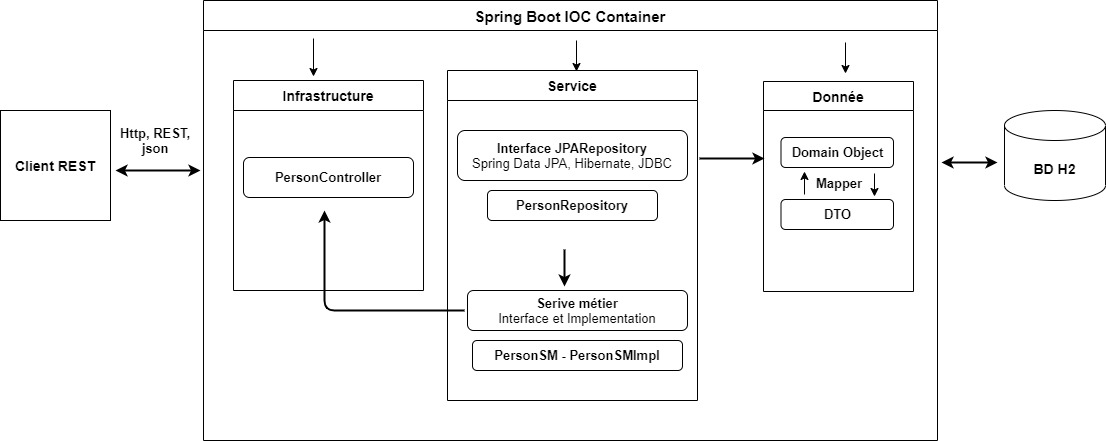 Spring Boot IOC Container
Client REST
Http, REST,
json
Infrastructure
PersonController
Service
Interface JPARepository
Spring Data JPA, Hibernate, JDBC
PersonRepository
Serive métier
Interface et Implementation
PersonSM - PersonSMImpl
Donnée
Domain Object
Mapper
DTO
BD H2